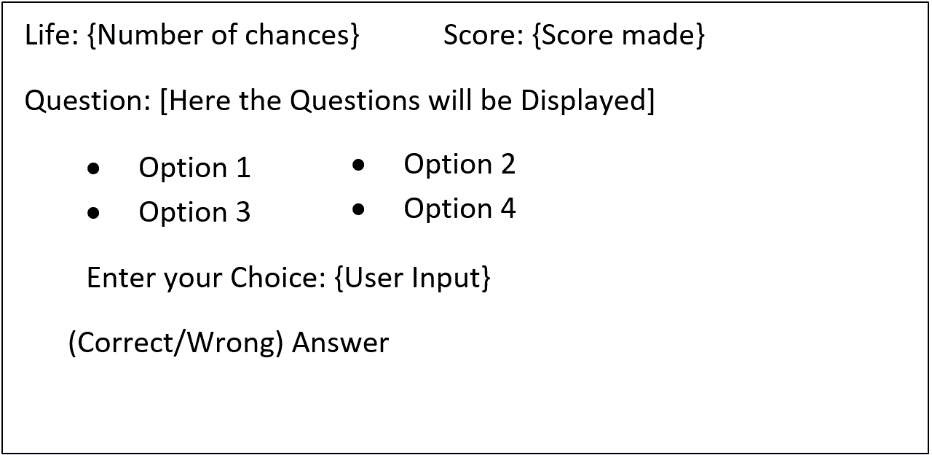 Life: {Number of chances} Score: {Score made}
Question: [Here the Questions will be Displayed]
• Option 1 • Option 2
• Option 3 • Option 4
Enter your Choice: {User Input}
(Correct/Wrong) Answer